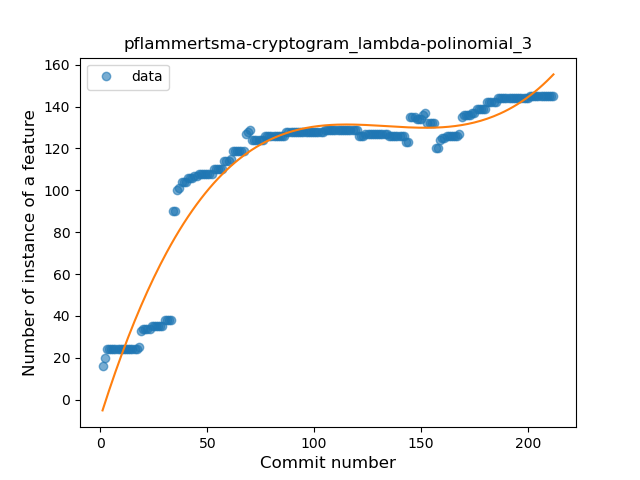 pflammertsma-cryptogram_lambda-polinomial_3
data
Number of instance of a feature
160
140
120
100
80
60
40
20
0
0 50 100 150 200
Commit number